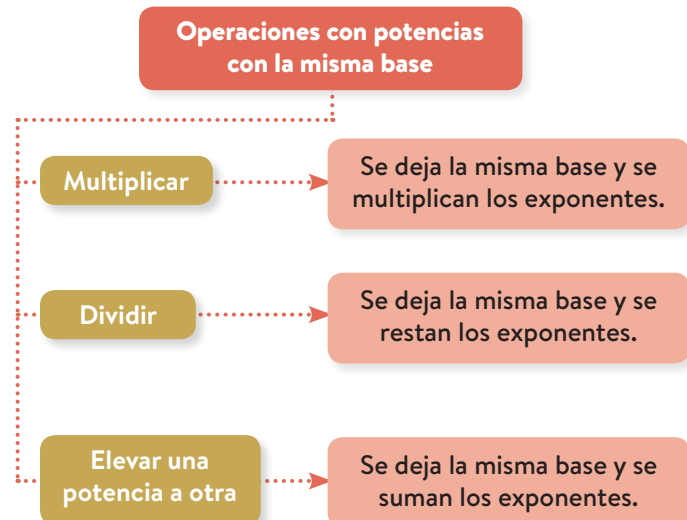 Operaciones con potencias
con la misma base
Multiplicar
Se deja la misma base y se
multiplican los exponentes.
Dividir
Se deja la misma base y se
restan los exponentes.
Elevar una
potencia a otra
Se deja la misma base y se
suman los exponentes.